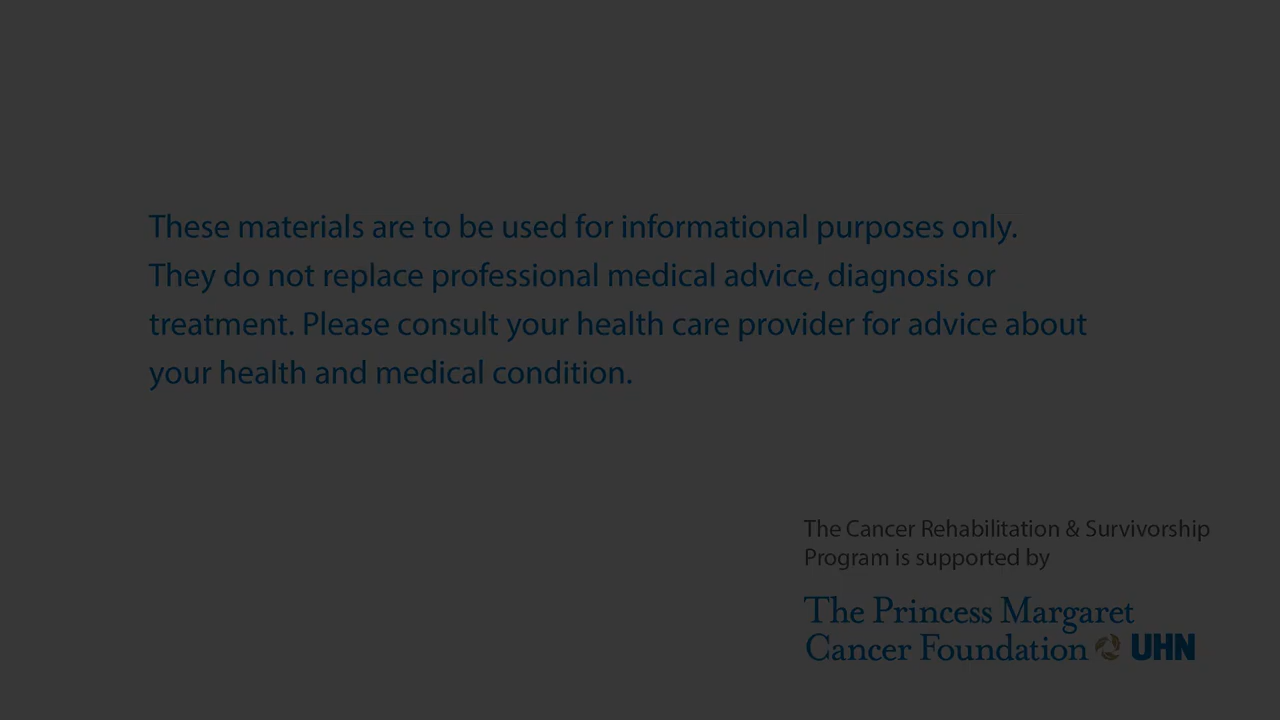 These materials are to be used for informational purposes only.
They do not replace professional medical advice, diagnosis or
treatment. Please consult your health care provider for advice about
your health and medical condition.
The Cancer Rehabilitation & Survivorship
Program is supported by
The Princess Margaret
Cancer Foundation UHN